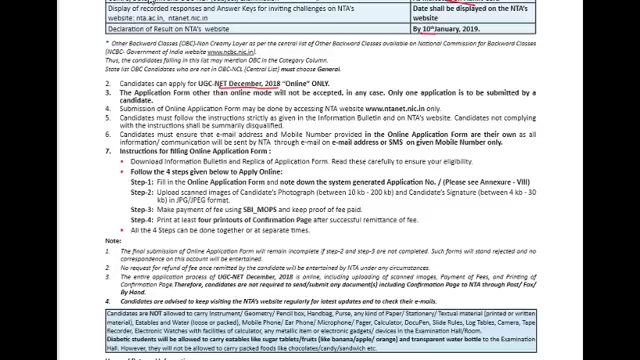 Display of recorded responses and Answer Keys for inviting challenges on NTA's
website: nta.ac.in, ntanet.nic.in
Date shall be displayed on the NTA's
website
Declaration of Result on NTA's website
By 10th January, 2019.
* Other Backward Classes (OBC)-Non Creamy Layer as per the central list of Other Backward Classes available on National Commission for Backward Classes
(NCBC- Government of India website www.ncbc.nic.in).
Thus, the candidates falling in this list may mention OBC in the Category Column.
State list OBC Candidates who are not in OBC-NCL (Central List) must choose General.
2. Candidates can apply for UGC-NET December, 2018 "Online" ONLY.
3. The Application Form other than online mode will not be accepted, in any case. Only one application is to be submitted by a
candidate.
4. Submission of Online Application Form may be done by accessing NTA website www.ntanet.nic.in only.
5. Candidates must follow the instructions strictly as given in the Information Bulletin and on NTA's website. Candidates not complying
with the instructions shall be summarily disqualified.
6. Candidates must ensure that e-mail address and Mobile Number provided in the Online Application Form are their own as all
information/ communication will be sent by NTA through e-mail on e-mail address or SMS on given Mobile Number only.
7. Instructions for filling Online Application Form :
• Download Information Bulletin and Replica of Application Form. Read these carefully to ensure your eligibility.
• Follow the 4 steps given below to Apply Online:
Step-1: Fill in the Online Application Form and note down the system generated Application No. / (Please see Annexure - VIII)
Step-2: Upload scanned images of Candidate's Photograph (between 10 kb - 200 kb) and Candidate's Signature (between 4 kb - 30
kb) in JPG/JPEG format.
Step-3: Make payment of fee using SBI_MOPS and keep proof of fee paid.
Step-4: Print at least four printouts of Confirmation Page after successful remittance of fee.
• All the 4 Steps can be done together or at separate times.
Note:
1. The final submission of Online Application Form will remain incomplete if step-2 and step-3 are not completed. Such forms will stand rejected and no
correspondence on this account will be entertained.
2. No request for refund of fee once remitted by the candidate will be entertained by NTA under any circumstances.
3. The entire application process of UGC-NET December, 2018 is online, including uploading of scanned images, Payment of Fees, and Printing of
Confirmation Page. Therefore, candidates are not required to send/submit any document(s) including Confirmation Page to NTA through Post/ Fax/
By Hand.
4. Candidates are advised to keep visiting the NTA's website regularly for latest updates and to check their e-mails.
Candidates are NOT allowed to carry Instrument/ Geometry/ Pencil box, Handbag, Purse, any kind of Paper/ Stationery/ Textual material (printed or
written material), Eatables and Water (loose or packed), Mobile Phone/ Ear Phone/ Microphone/ Pager, Calculator, DocuPen, Slide Rules, Log Tables, Camera, Tape
Recorder, Electronic Watches with facilities of calculator, any metallic item or electronic gadgets/ devices in the Examination Hall/Room.
Diabetic students will be allowed to carry eatables like sugar tablets/fruits (like banana/apple/ orange) and transparent water bottle to the Examination
Hall. However, they will not be allowed to carry packed foods like chocolates/candy/sandwich etc.